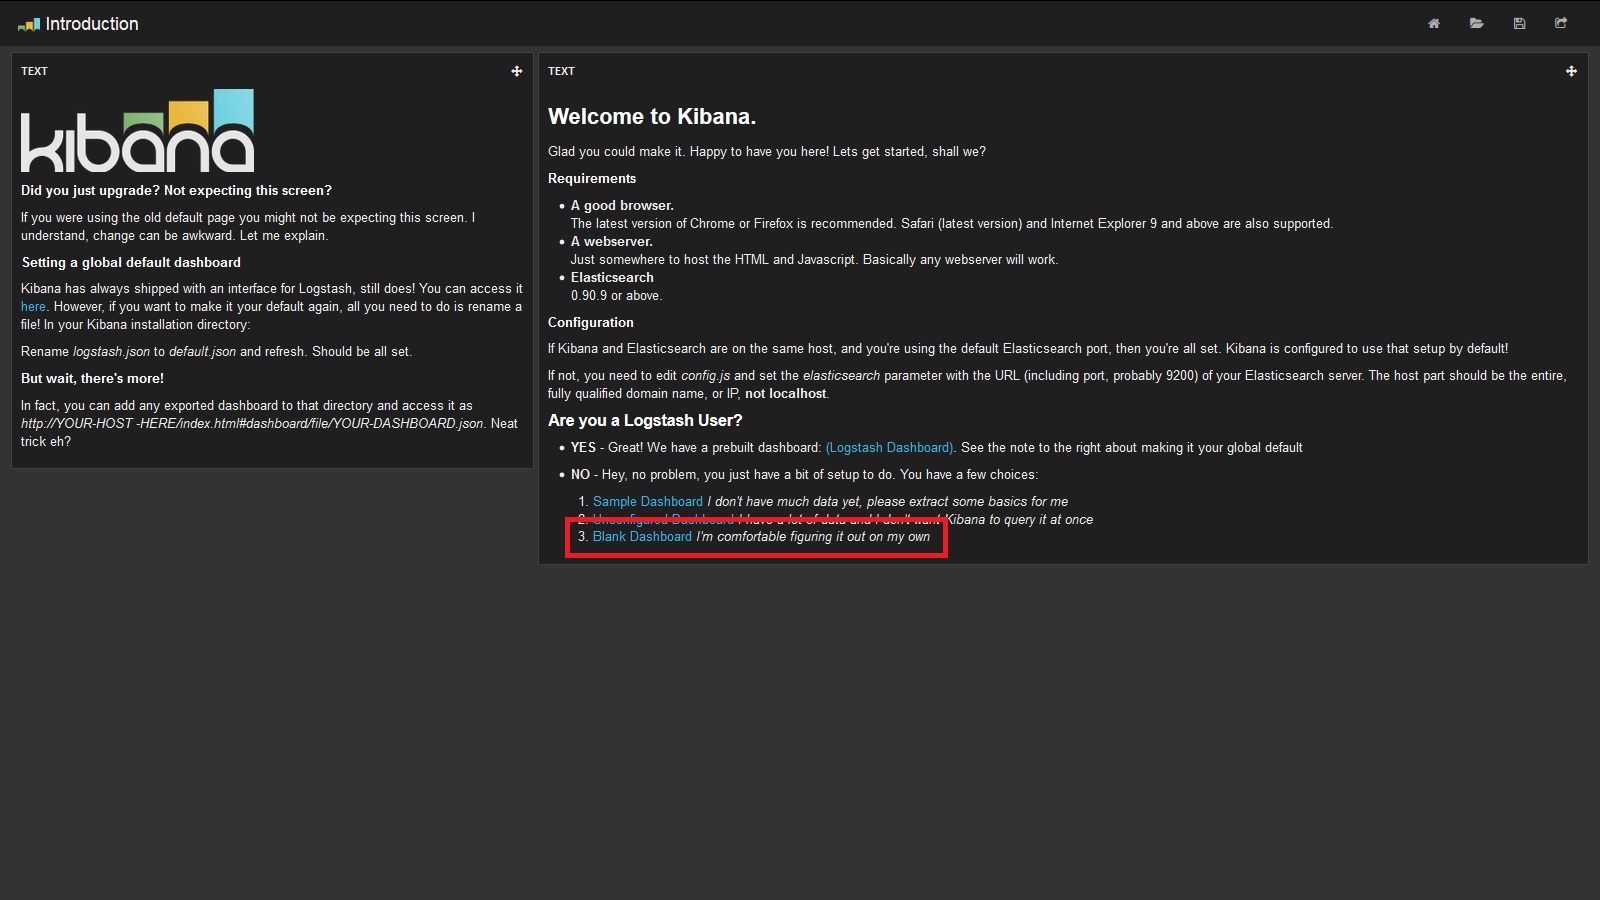 Introduction
TEXT
kibana
Did you just upgrade? Not expecting this screen?
If you were using the old default page you might not be expecting this screen. I
understand, change can be awkward. Let me explain.
Setting a global default dashboard
Kibana has always shipped with an interface for Logstash, still does! You can access it
here. However, if you want to make it your default again, all you need to do is rename a
file! In your Kibana installation directory:
Rename logstash.json to default.json and refresh. Should be all set.
But wait, there's more!
In fact, you can add any exported dashboard to that directory and access it as
http://YOUR-HOST -HERE/index.html#dashboard/file/YOUR-DASHBOARD.json. Neat
trick eh?
TEXT
Welcome to Kibana.
Glad you could make it. Happy to have you here! Lets get started, shall we?
Requirements
• A good browser.
The latest version of Chrome or Firefox is recommended. Safari (latest version) and Internet Explorer 9 and above are also supported.
• A webserver.
Just somewhere to host the HTML and Javascript. Basically any webserver will work.
• Elasticsearch
0.90.9 or above.
Configuration
If Kibana and Elasticsearch are on the same host, and you're using the default Elasticsearch port, then you're all set. Kibana is configured to use that setup by default!
If not, you need to edit config.js and set the elasticsearch parameter with the URL (including port, probably 9200) of your Elasticsearch server. The host part should be the entire,
fully qualified domain name, or IP, not localhost.
Are you a Logstash User?
• YES - Great! We have a prebuilt dashboard: (Logstash Dashboard). See the note to the right about making it your global default
• NO - Hey, no problem, you just have a bit of setup to do. You have a few choices:
1. Sample Dashboard I don't have much data yet, please extract some basics for me
2. Unconfigured Dashboard I have a lot of data and I don't want Kibana to query it at once
3. Blank Dashboard I'm comfortable figuring it out on my own